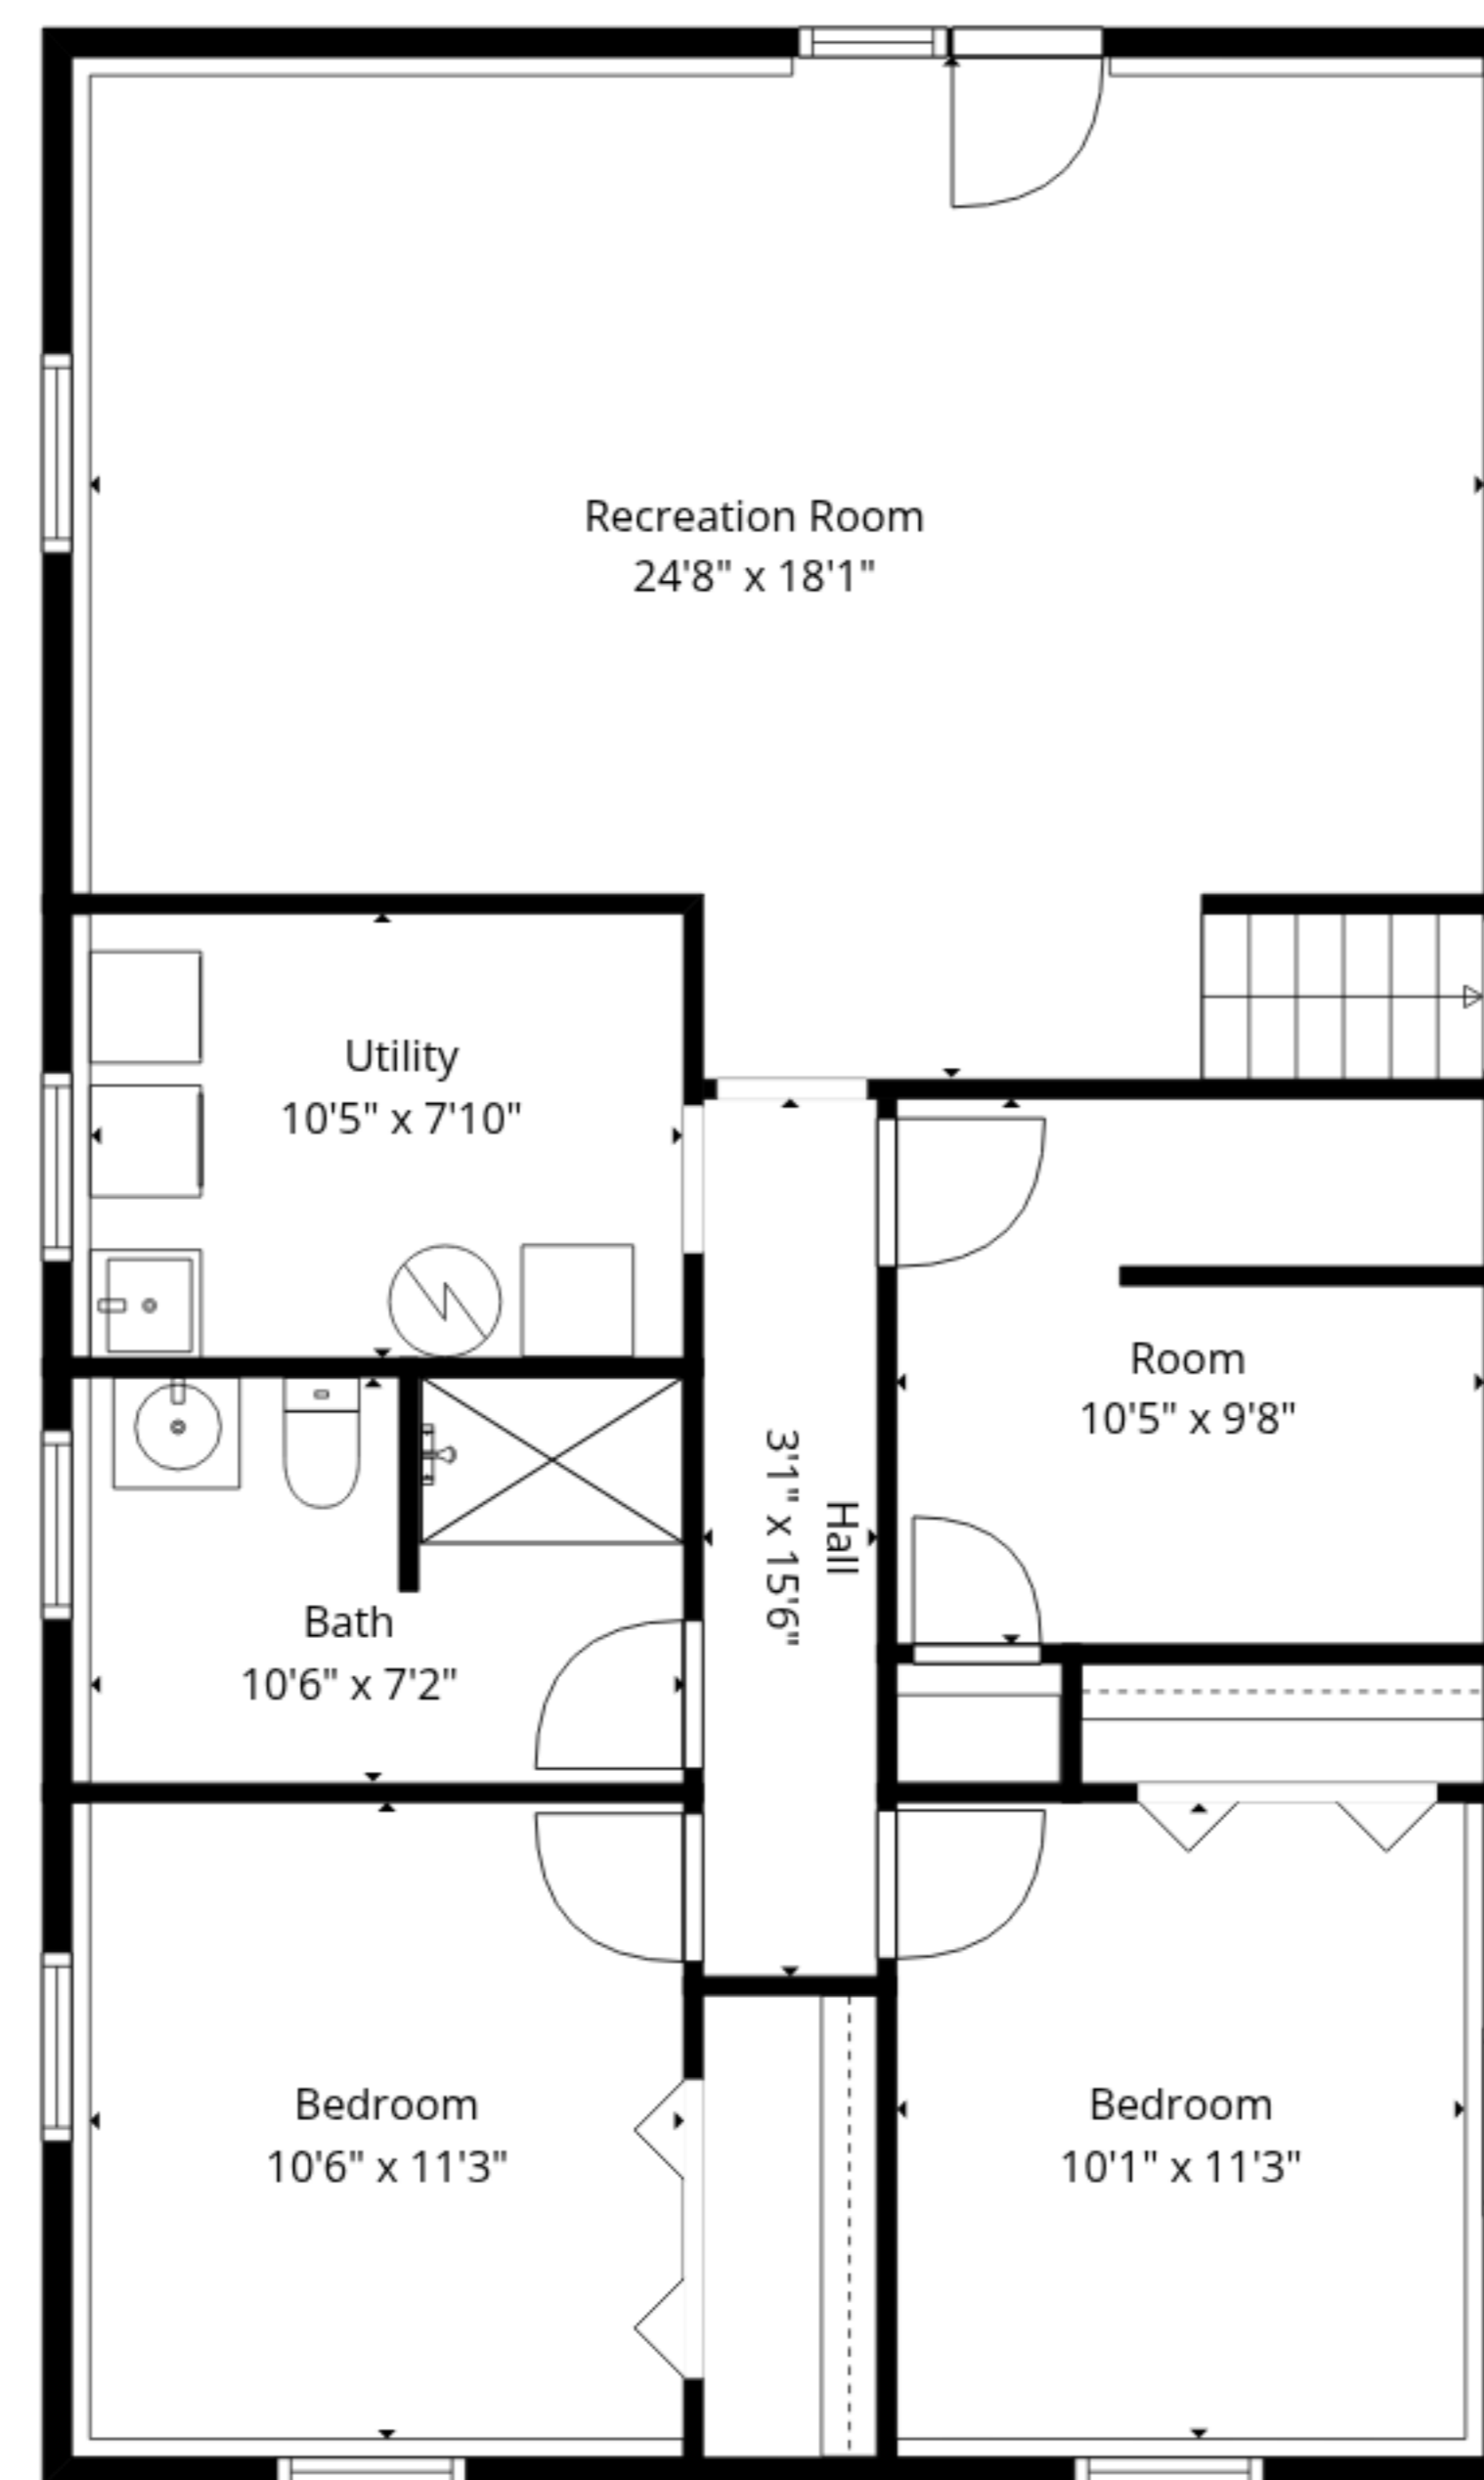 Recreation Room
24'8" x 18'1"
Utility
10'5" x 7'10"
Room
10'5" x 9'8"
Hall
3'1" x 15'6"
Bath
10'6" x 7'2"
Bedroom
10'6" x 11'3"
Bedroom
10'1" x 11'3"